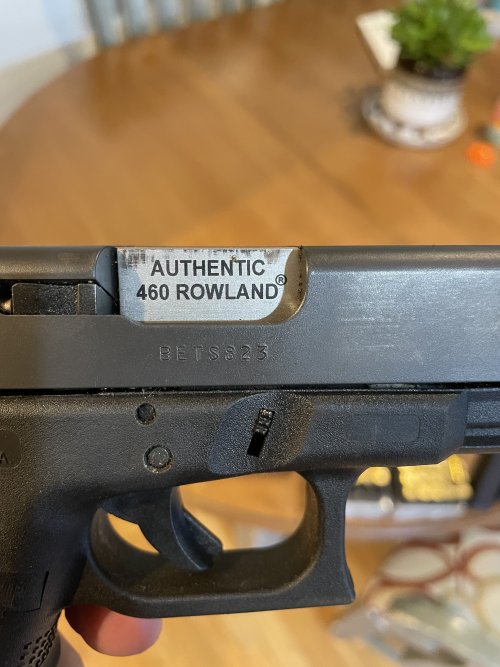 AUTHENTIC
460 ROWLAND®
BETS823
A